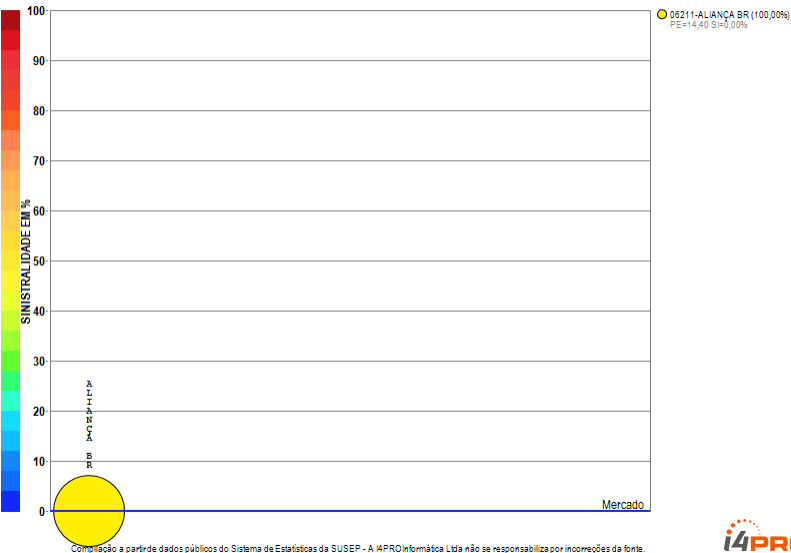 100
90
80
70
60
50
40
30
20
10
0
SINISTRALIDADE EM %
ALIANÇA BR
Mercado
06211-ALIANÇA BR (100,00%)
PE=14,40 SI=0,00%
Compilação a partir de dados públicos do Sistema de Estatísticas da SUSEP - A I4PRO Informática Ltda não se responsabiliza por incorreções da fonte.
i4PRO